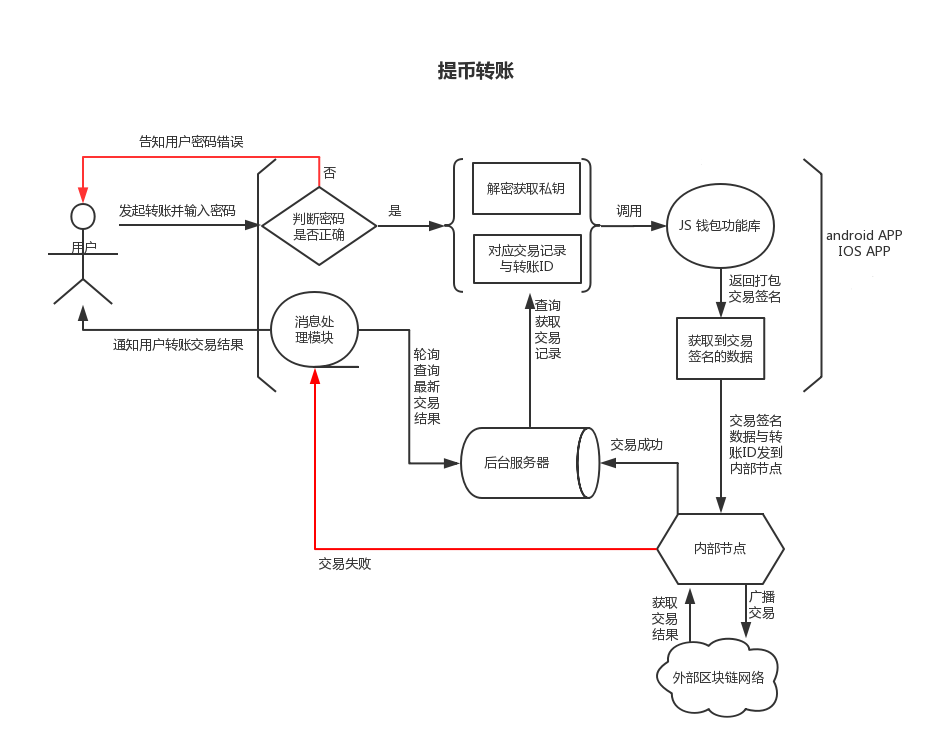 提币转账
告知用户密码错误
否
解密获取私钥
发起转账并输入密码
判断密码
是否正确
是
调用
JS 钱包功能库
用户
对应交易记录
与转账ID
android APP
IOS APP
返回打包
交易签名
消息处
理模块
查询
获取
交易
记录
通知用户转账交易结果
轮询
查询
最新
交易
结果
获取到交易
签名的数据
交易签名
数据与转
账ID发到
内部节点
后台服务器
交易成功
交易失败
内部节点
获取
交易
结果
广播
交易
外部区块链网络